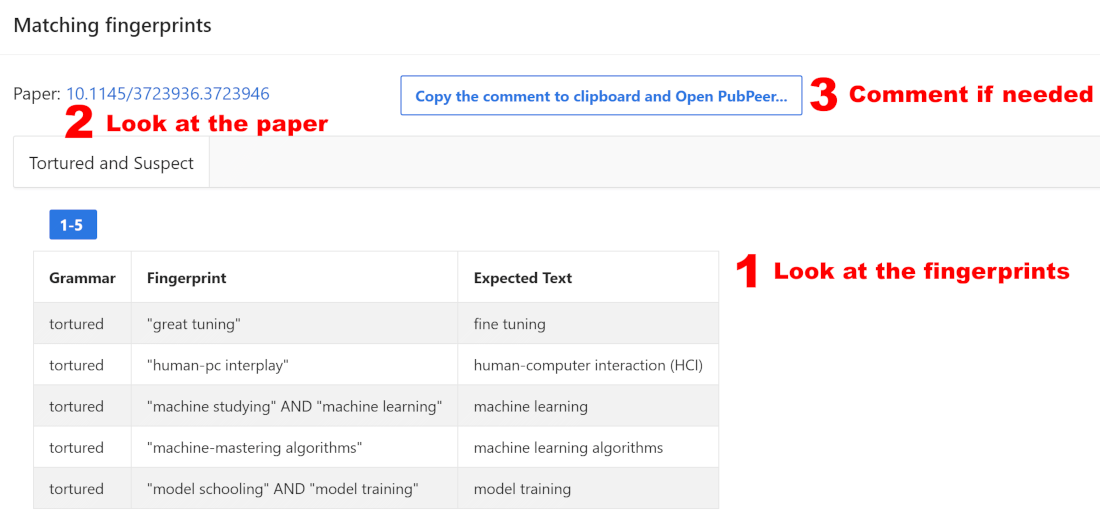 Matching fingerprints
Paper: 10.1145/3723936.3723946
Copy the comment to clipboard and Open PubPeer...
3 Comment if needed
2 Look at the paper
Tortured and Suspect
1-5
1 Look at the fingerprints
Grammar Fingerprint Expected Text
tortured "great tuning" fine tuning
tortured "human-pc interplay" human-computer interaction (HCI)
tortured "machine studying" AND "machine learning" machine learning
tortured "machine-mastering algorithms" machine learning algorithms
tortured "model schooling" AND "model training" model training